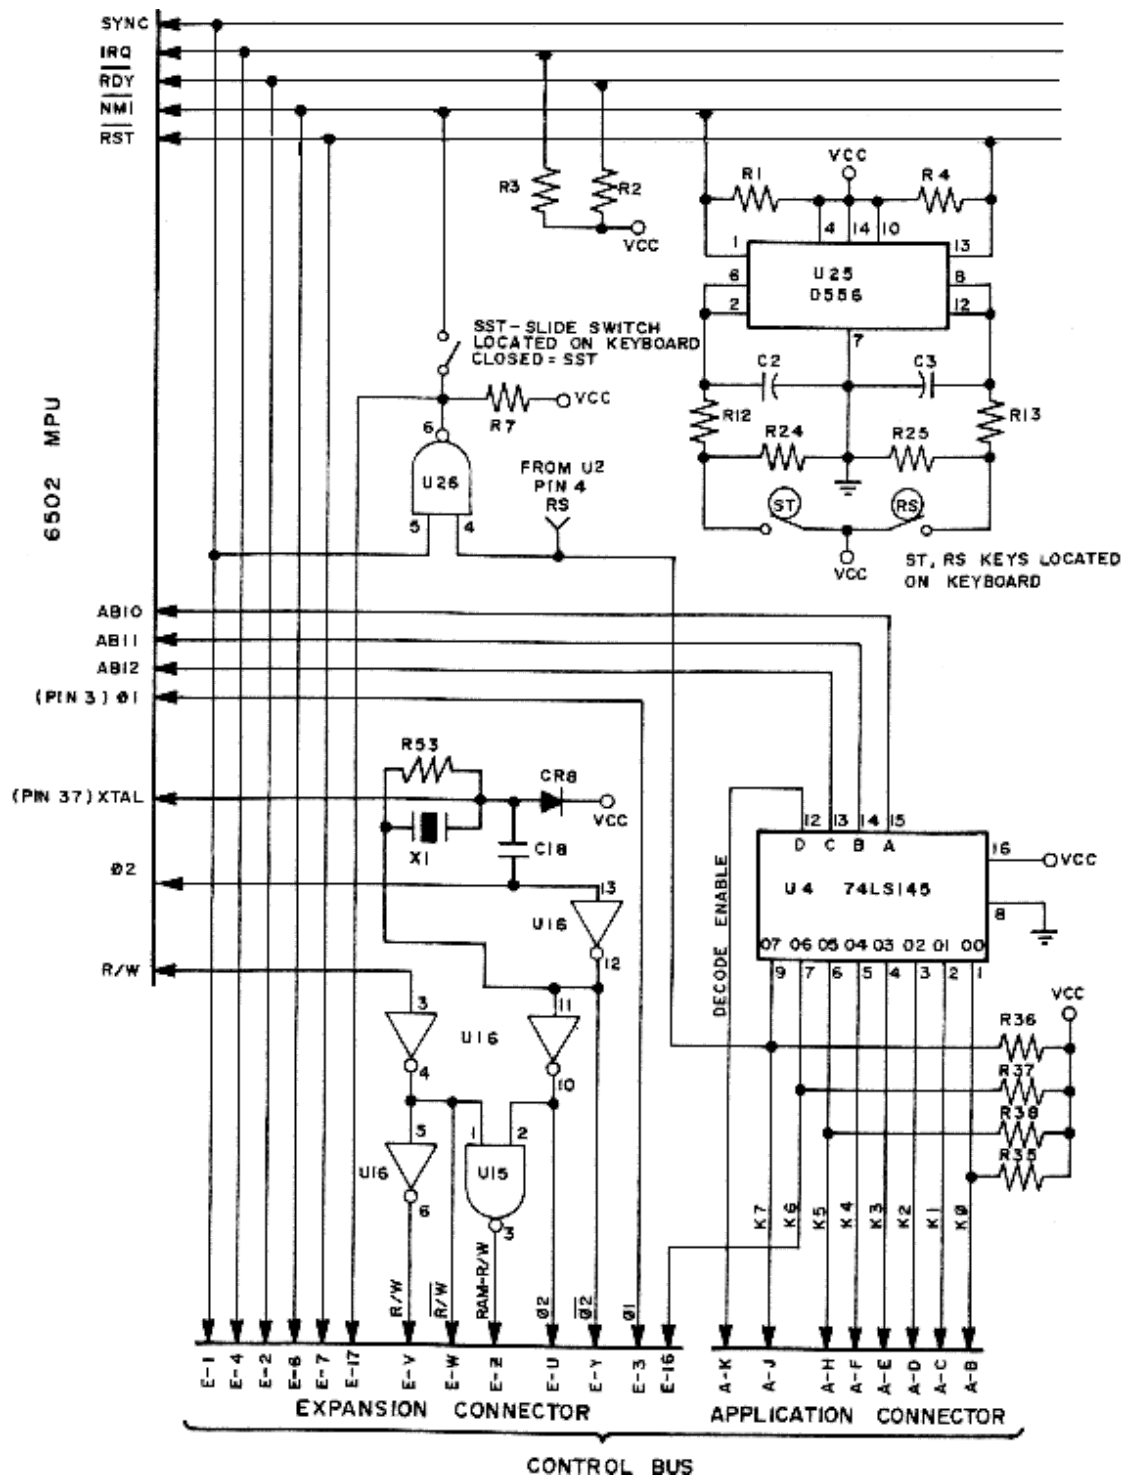 SYNC
IRQ
RDY
NMI
RST
6502 MPU
R3
R2
VCC
VCC
R1
R4
4
14
10
1
13
U25
D556
6
8
2
12
7
C2
C3
R12
R13
R24
R25
ST
RS
VCC
ST, RS KEYS LOCATED
ON KEYBOARD
SST-SLIDE SWITCH
LOCATED ON KEYBOARD
CLOSED = SST
VCC
R7
6
U26
5
4
FROM U2
PIN 4
RS
AB10
AB11
AB12
(PIN 3) Ø1
(PIN 37) XTAL
Ø2
R/W
R53
CR8
VCC
X1
C18
13
U16
12
3
U16
11
4
10
5
1
2
U16
U15
6
3
DECODE ENABLE
12
13
14
15
D
C
B
A
16
VCC
U4 74LS145
8
07
06
05
04
03
02
01
00
9
7
6
5
4
3
2
1
VCC
R36
R37
R38
R35
R/W
R/W
RAM-R/W
Ø2
Ø2
Ø1
K7
K6
K5
K4
K3
K2
K1
KØ
E-1
E-4
E-2
E-6
E-7
E-17
E-V
E-W
E-Z
E-U
E-Y
E-3
E-16
A-K
A-J
A-H
A-F
A-E
A-D
A-C
A-B
EXPANSION CONNECTOR
APPLICATION CONNECTOR
CONTROL BUS